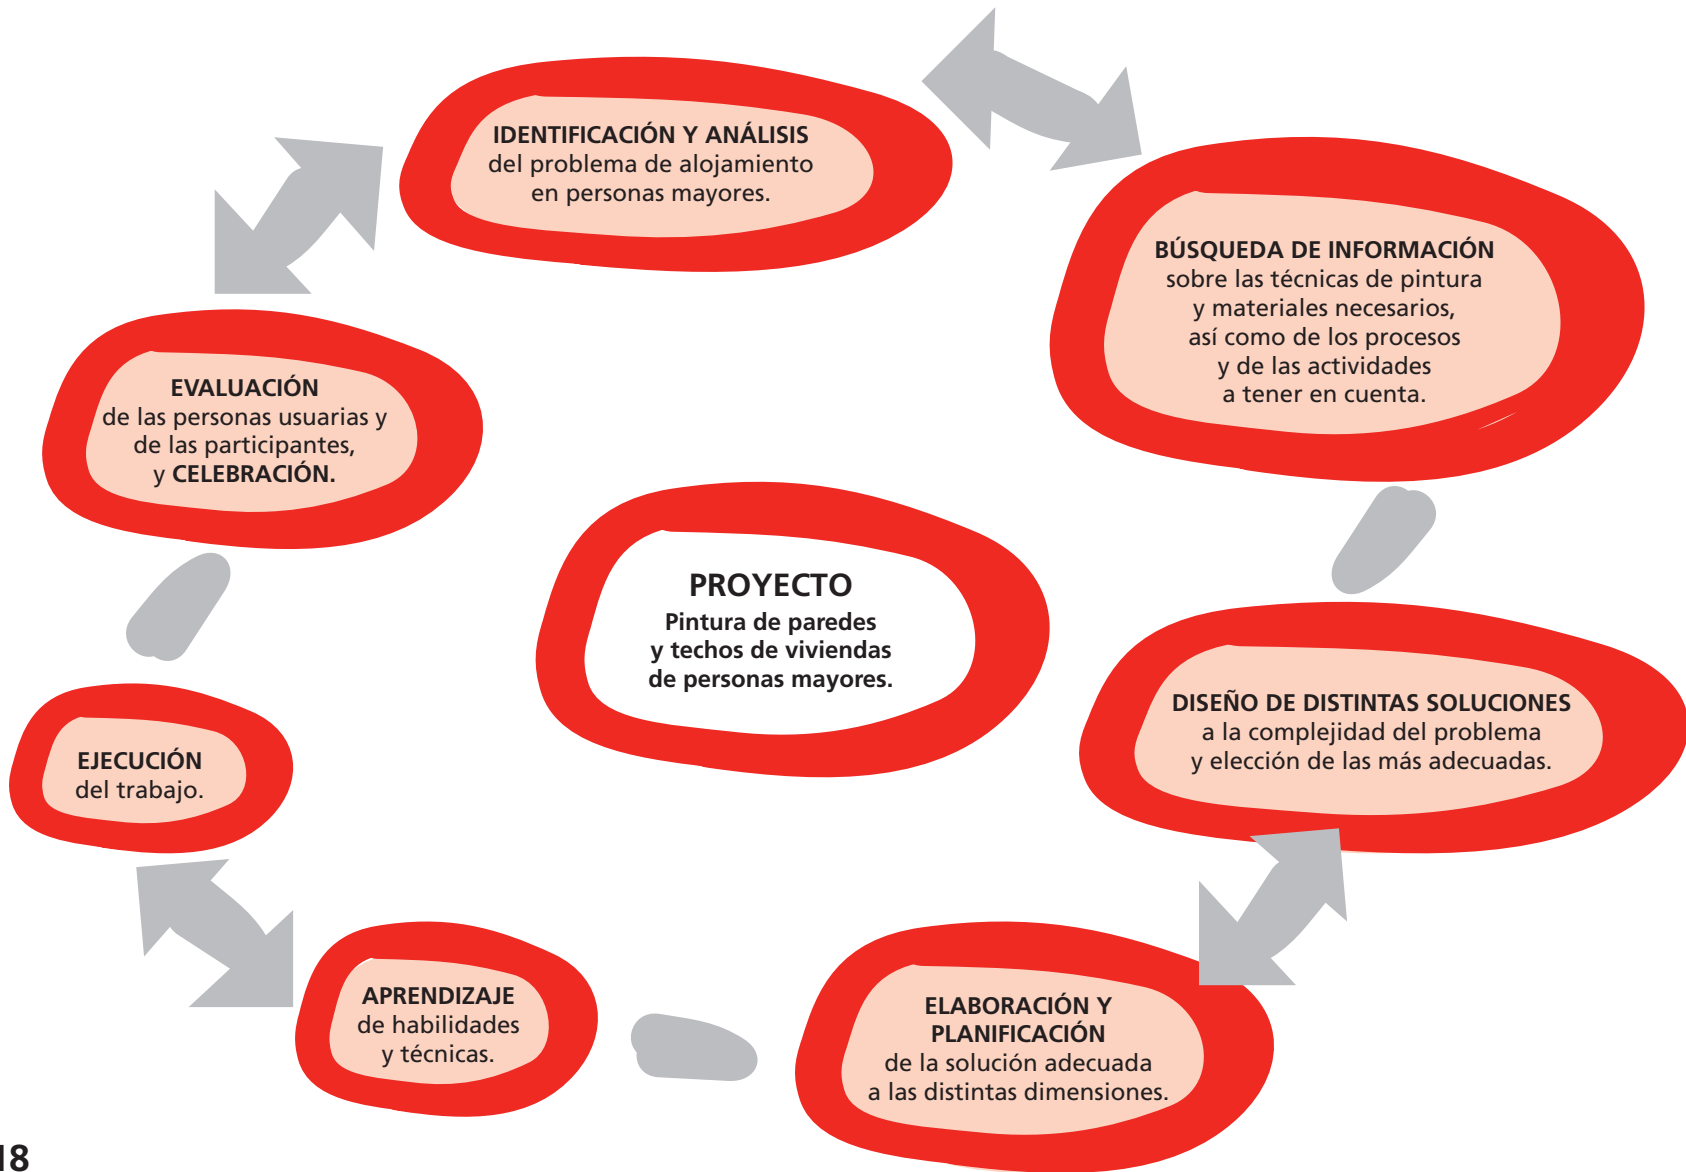 IDENTIFICACIÓN Y ANÁLISIS
del problema de alojamiento
en personas mayores.
BÚSQUEDA DE INFORMACIÓN
sobre las técnicas de pintura
y materiales necesarios,
así como de los procesos
y de las actividades
a tener en cuenta.
EVALUACIÓN
de las personas usuarias y
de las participantes,
y CELEBRACIÓN.
PROYECTO
Pintura de paredes
y techos de viviendas
de personas mayores.
DISEÑO DE DISTINTAS SOLUCIONES
a la complejidad del problema
y elección de las más adecuadas.
EJECUCIÓN
del trabajo.
APRENDIZAJE
de habilidades
y técnicas.
ELABORACIÓN Y
PLANIFICACIÓN
de la solución adecuada
a las distintas dimensiones.
18